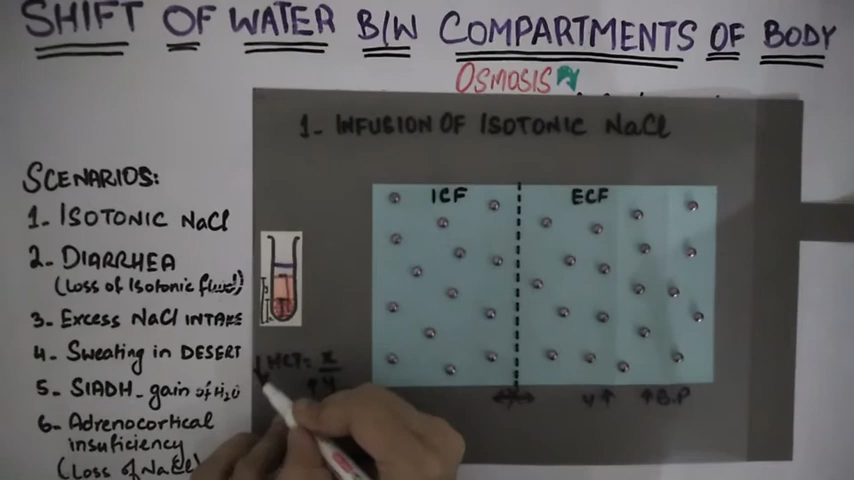 SHIFT OF WATER B/W COMPARTMENTS OF BODY
OSMOSIS
1- INFUSION OF ISOTONIC NaCl
ICF
ECF
SCENARIOS:
1. ISOTONIC NaCl
2- DIARRHEA
(Loss of Isotonic fluid)
3. Excess NaCl INTAKE
4- Sweating in DESERT
5- SIADH - gain of H2O
6- Adrenocortical
insuficiency
(Loss of NaCl)
↓HCT = x
↑y
V↑
↑B.P